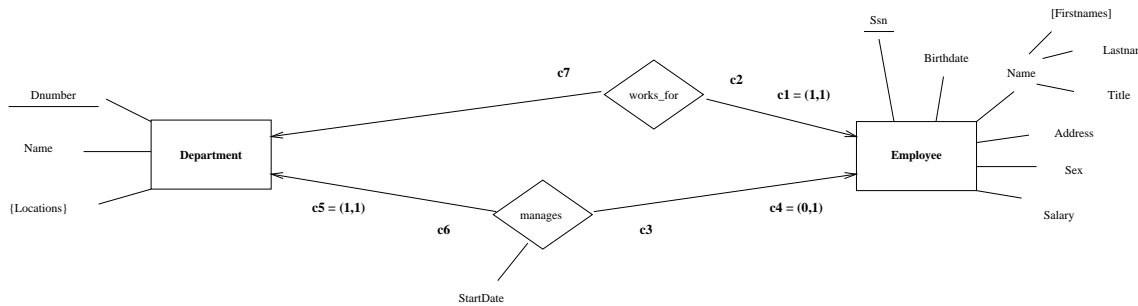 [Firstnames]
Ssn
Lastnar
Birthdate
c7
c2
Name
Dnumber
works_for
c1 = (1,1)
Title
Address
Name
Department
Employee
Sex
{Locations}
c5 = (1,1)
manages
c4 = (0,1)
Salary
c6
c3
StartDate